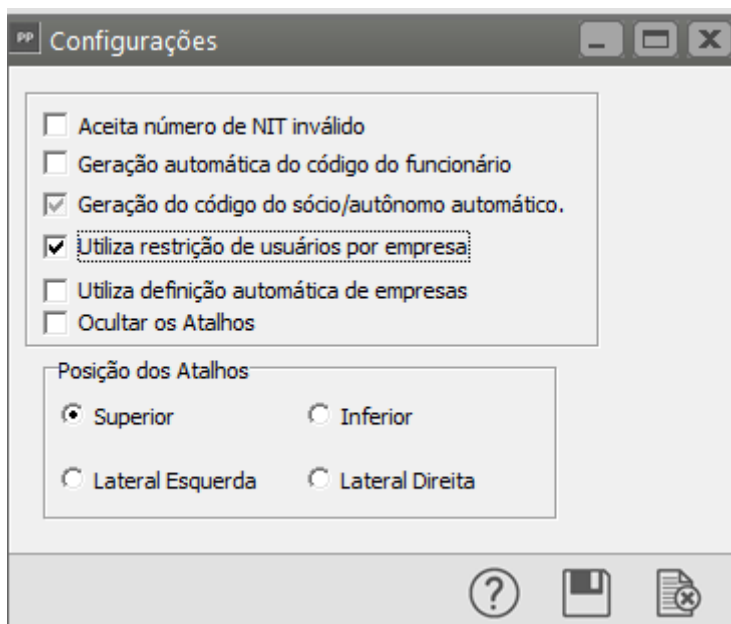 PP Configurações
Aceita número de NIT inválido
Geração automática do código do funcionário
Geração do código do sócio/autônomo automático.
Utiliza restrição de usuários por empresa
Utiliza definição automática de empresas
Ocultar os Atalhos
Posição dos Atalhos
Superior Inferior
Lateral Esquerda Lateral Direita
?